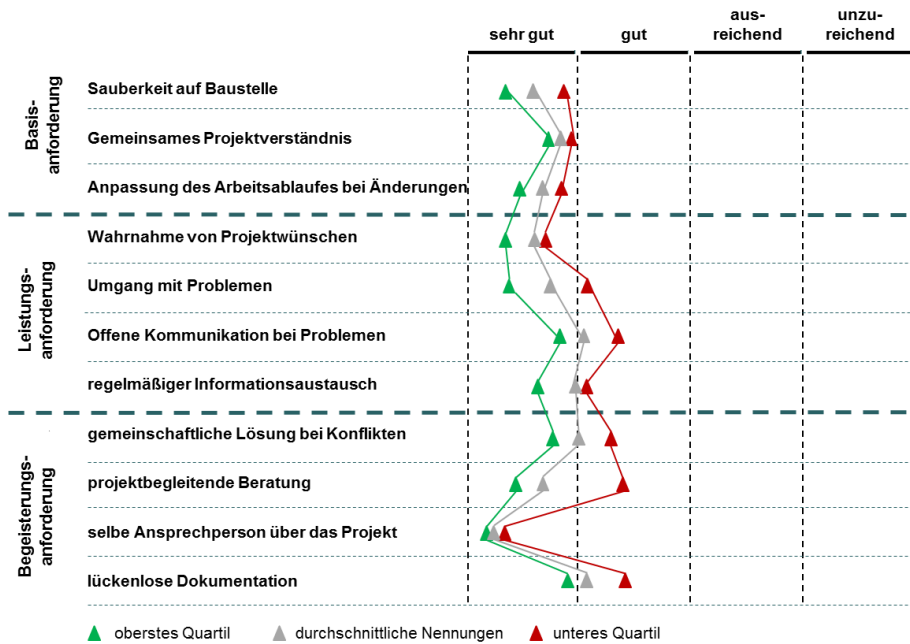 sehr gut
gut
aus-
reichend
unzu-
reichend
Basis-
anforderung
Sauberkeit auf Baustelle
Gemeinsames Projektverständnis
Anpassung des Arbeitsablaufes bei Änderungen
Leistungs-
anforderung
Wahrnahme von Projektwünschen
Umgang mit Problemen
Offene Kommunikation bei Problemen
regelmäßiger Informationsaustausch
Begeisterungs-
anforderung
gemeinschaftliche Lösung bei Konflikten
projektbegleitende Beratung
selbe Ansprechperson über das Projekt
lückenlose Dokumentation
oberstes Quartil
durchschnittliche Nennungen
unteres Quartil